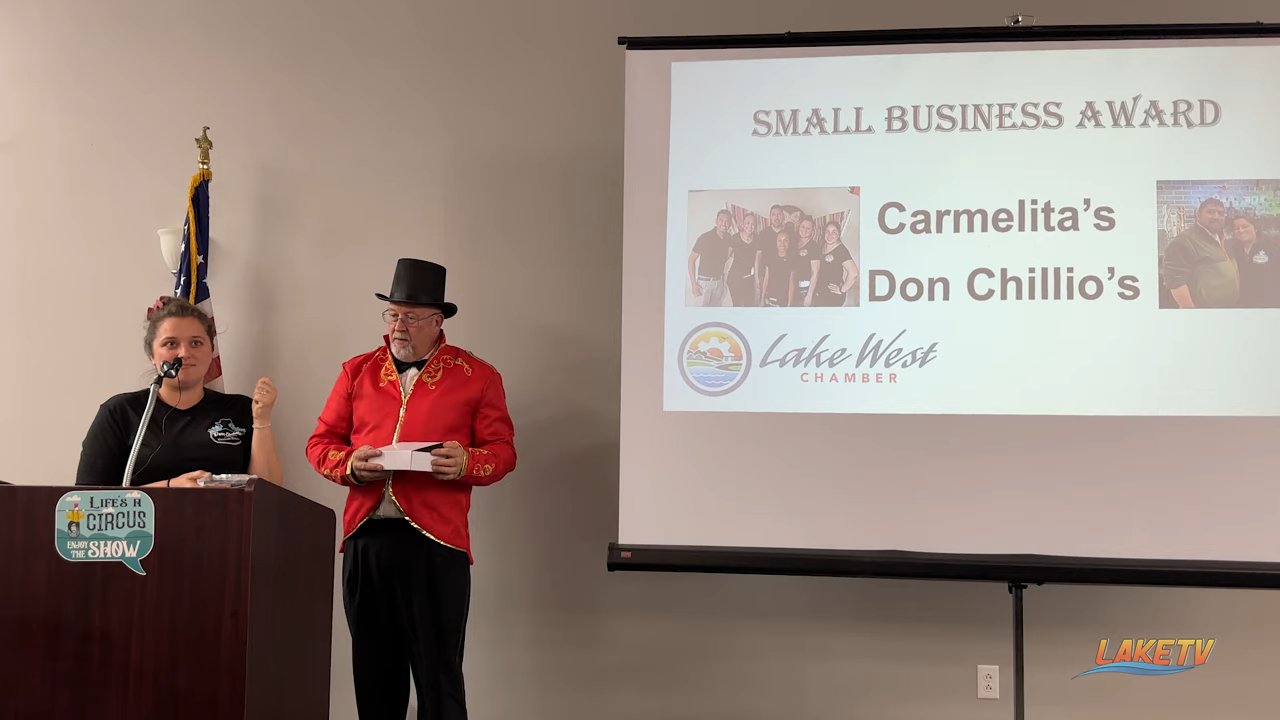 SMALL BUSINESS AWARD
Carmelita's
Don Chillio's
Lake West
CHAMBER
LIFE'S A
CIRCUS
ENJOY
THE SHOW
LAKETV